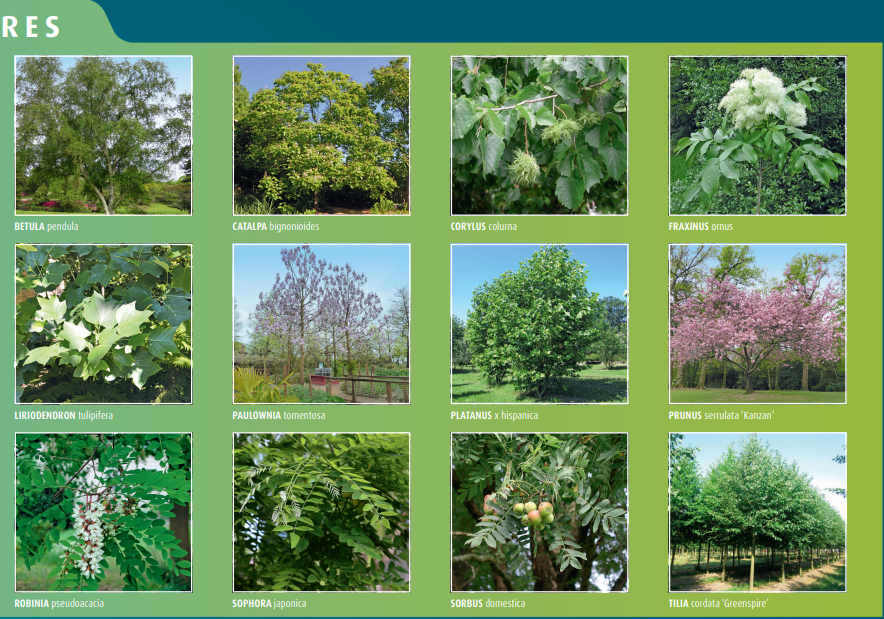 RES
BETULA pendula
CATALPA bignonioides
CORYLUS colurna
FRAXINUS ornus
LIRIODENDRON tulipifera
PAULOWNIA tomentosa
PLATANUS x hispanica
PRUNUS serrulata ‘Kanzan’
ROBINIA pseudoacacia
SOPHORA japonica
SORBUS domestica
TILIA cordata ‘Greenspire’